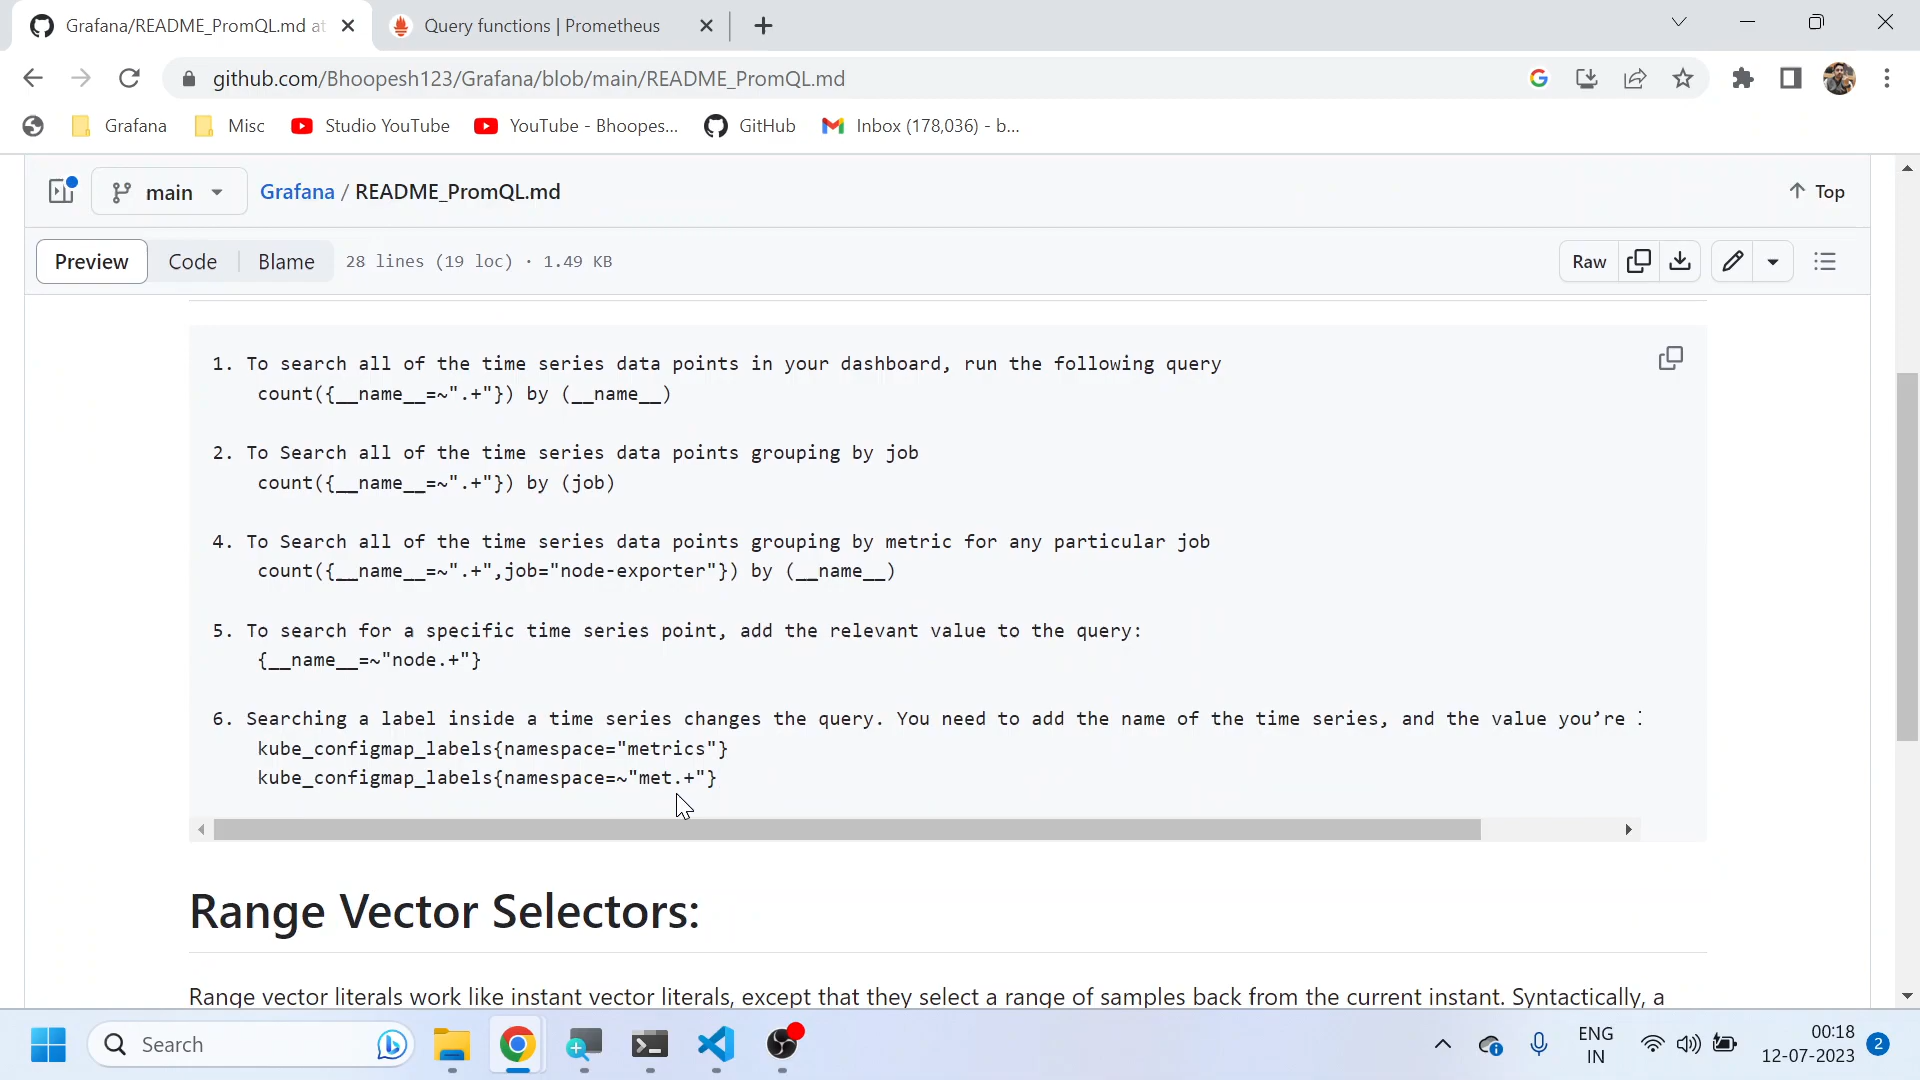 Grafana/README_PromQL.md at
Query functions | Prometheus
github.com/Bhoopesh123/Grafana/blob/main/README_PromQL.md
Grafana
Misc
Studio YouTube
YouTube - Bhoopes...
GitHub
Inbox (178,036) - b...
main
Grafana / README_PromQL.md
Top
Preview
Code
Blame
28 lines (19 loc) · 1.49 KB
Raw
1. To search all of the time series data points in your dashboard, run the following query
count({__name__=~".+"}) by (__name__)
2. To Search all of the time series data points grouping by job
count({__name__=~".+"}) by (job)
4. To Search all of the time series data points grouping by metric for any particular job
count({__name__=~".+",job="node-exporter"}) by (__name__)
5. To search for a specific time series point, add the relevant value to the query:
{__name__=~"node.+"}
6. Searching a label inside a time series changes the query. You need to add the name of the time series, and the value you’re
kube_configmap_labels{namespace="metrics"}
kube_configmap_labels{namespace=~"met.+"}
Range Vector Selectors:
Range vector literals work like instant vector literals, except that they select a range of samples back from the current instant. Syntactically, a
Search
ENG
IN
00:18
12-07-2023
2